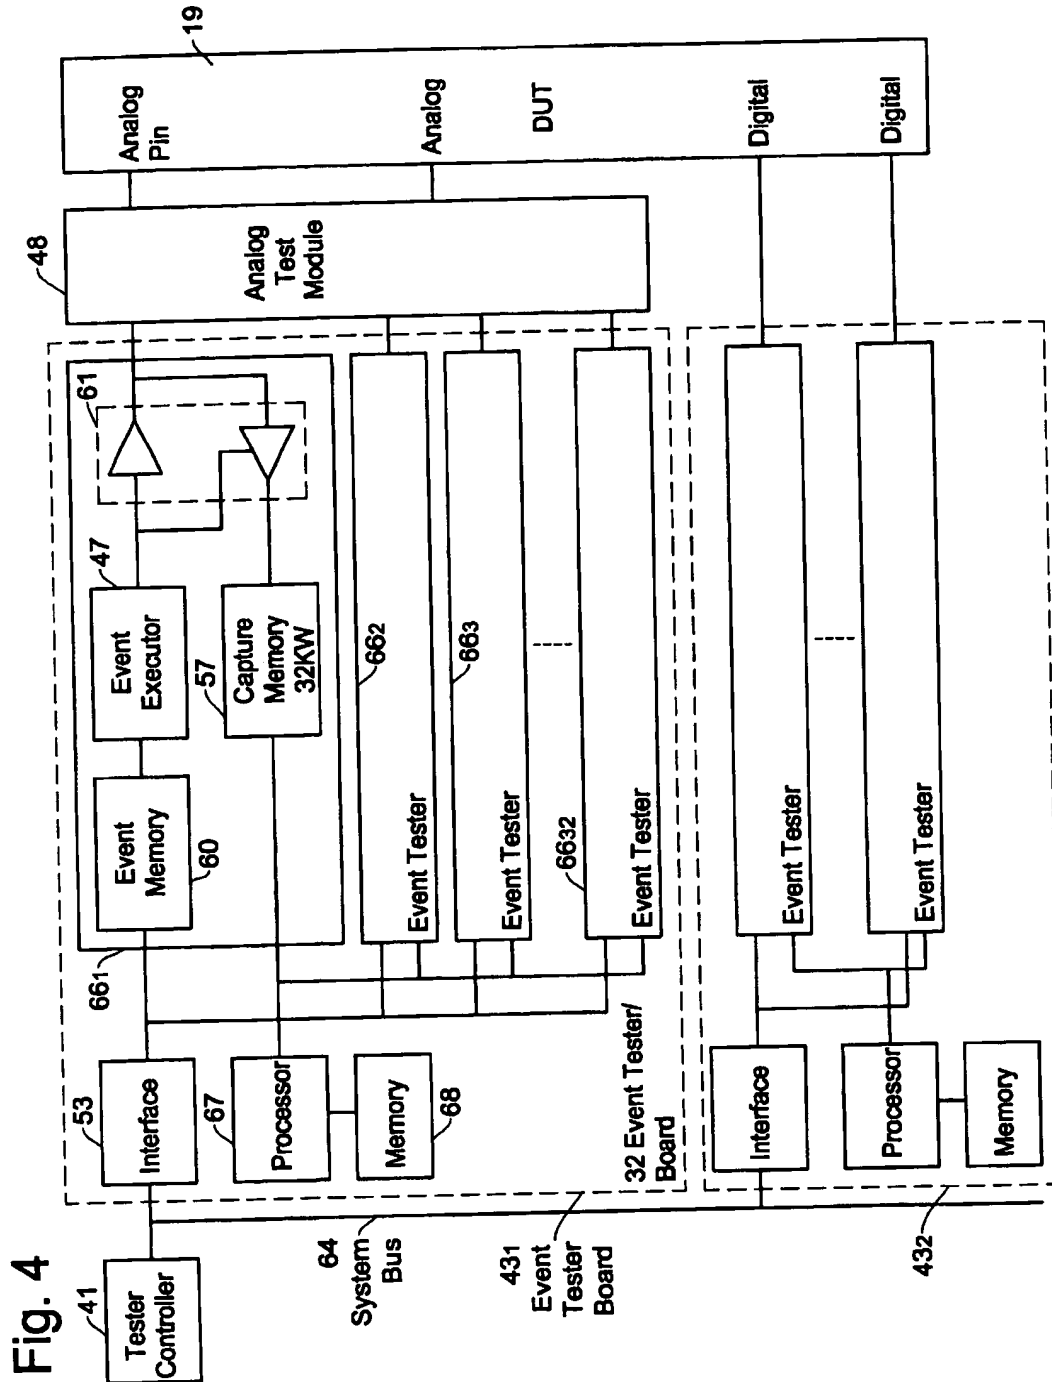 Fig. 4
41
Tester
Controller
64
System
Bus
431
Event
Tester
Board
432
53
Interface
67
Processor
Memory
68
32 Event Tester/
Board
661
Event
Memory
60
47
Event
Executor
57
Capture
Memory
32KW
61
662
Event Tester
663
Event Tester
6632
Event Tester
48
Analog
Test
Module
19
Analog
Pin
Analog
DUT
Digital
Digital
Interface
Processor
Memory
Event Tester
Event Tester